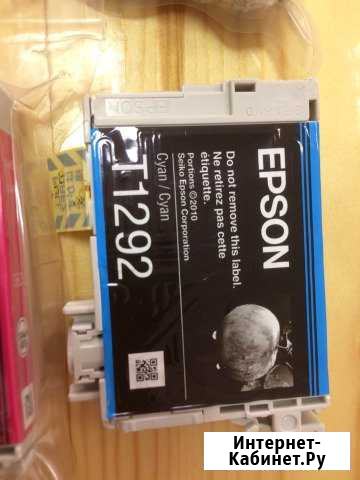 EPSON
EPSON
Do not remove this label.
Ne retirez pas cette
étiquette.
Portions ©2010
Seiko Epson Corporation
Cyan / Cyan
T1292
Интернет-
Кабинет.Ру